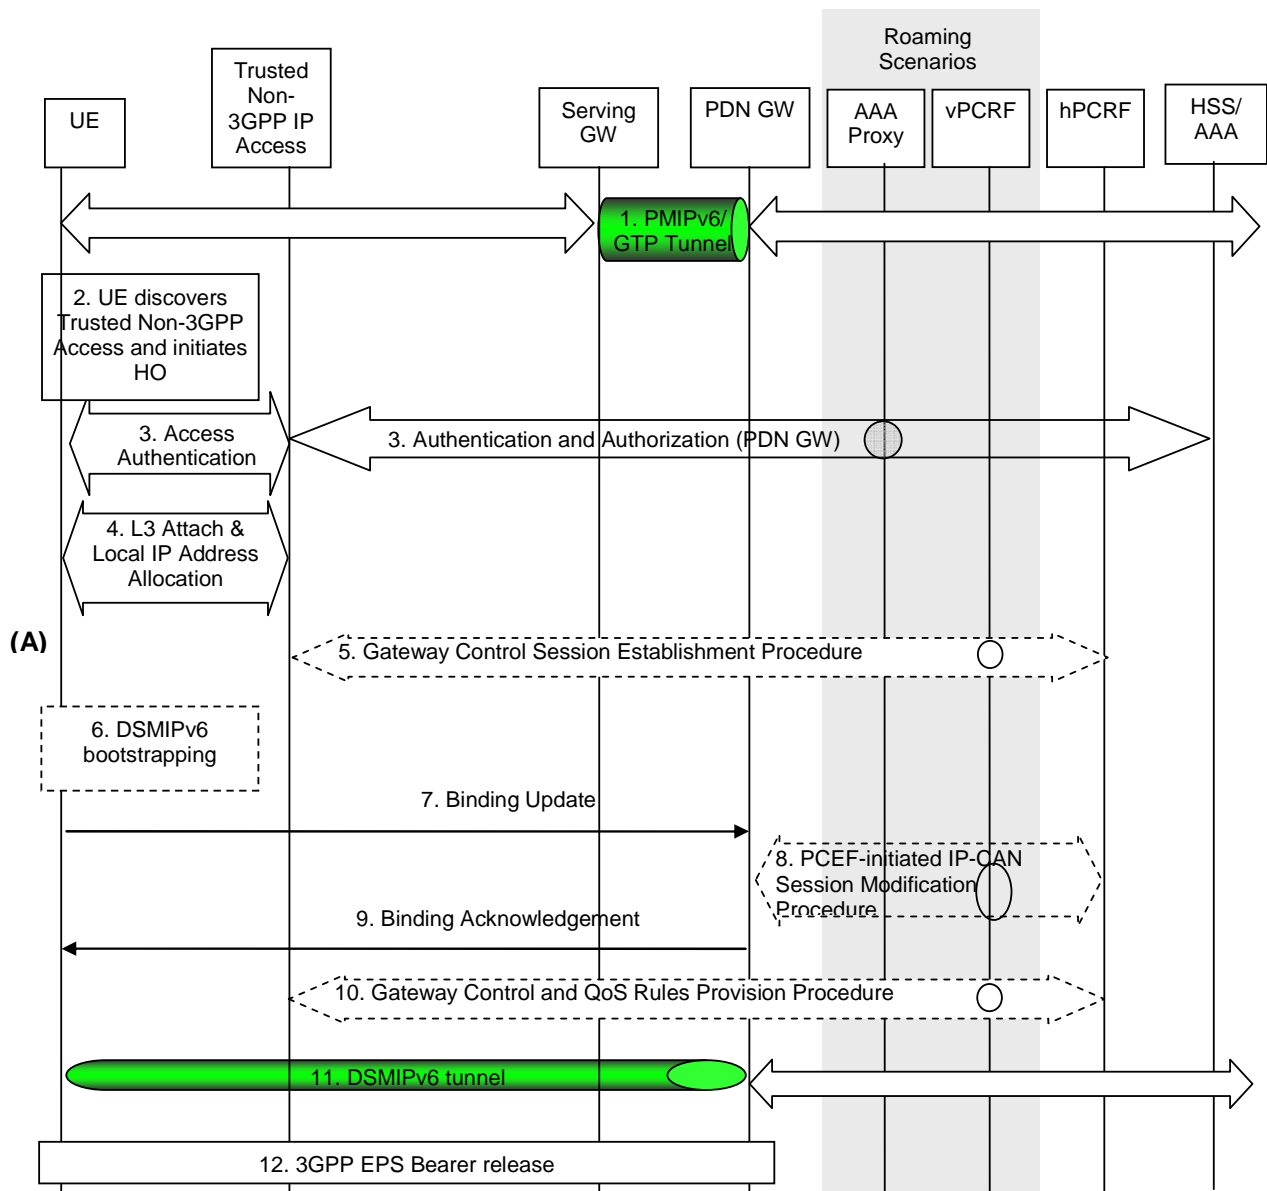 Roaming
Scenarios
UE
Trusted
Non-
3GPP IP
Access
Serving
GW
PDN GW
AAA
Proxy
vPCRF
hPCRF
HSS/
AAA
1. PMIPv6/
GTP Tunnel
2. UE discovers
Trusted Non-3GPP
Access and initiates
HO
3. Access
Authentication
3. Authentication and Authorization (PDN GW)
4. L3 Attach &
Local IP Address
Allocation
(A)
5. Gateway Control Session Establishment Procedure
6. DSMIPv6
bootstrapping
7. Binding Update
8. PCEF-initiated IP-CAN
Session Modification
Procedure
9. Binding Acknowledgement
10. Gateway Control and QoS Rules Provision Procedure
11. DSMIPv6 tunnel
12. 3GPP EPS Bearer release